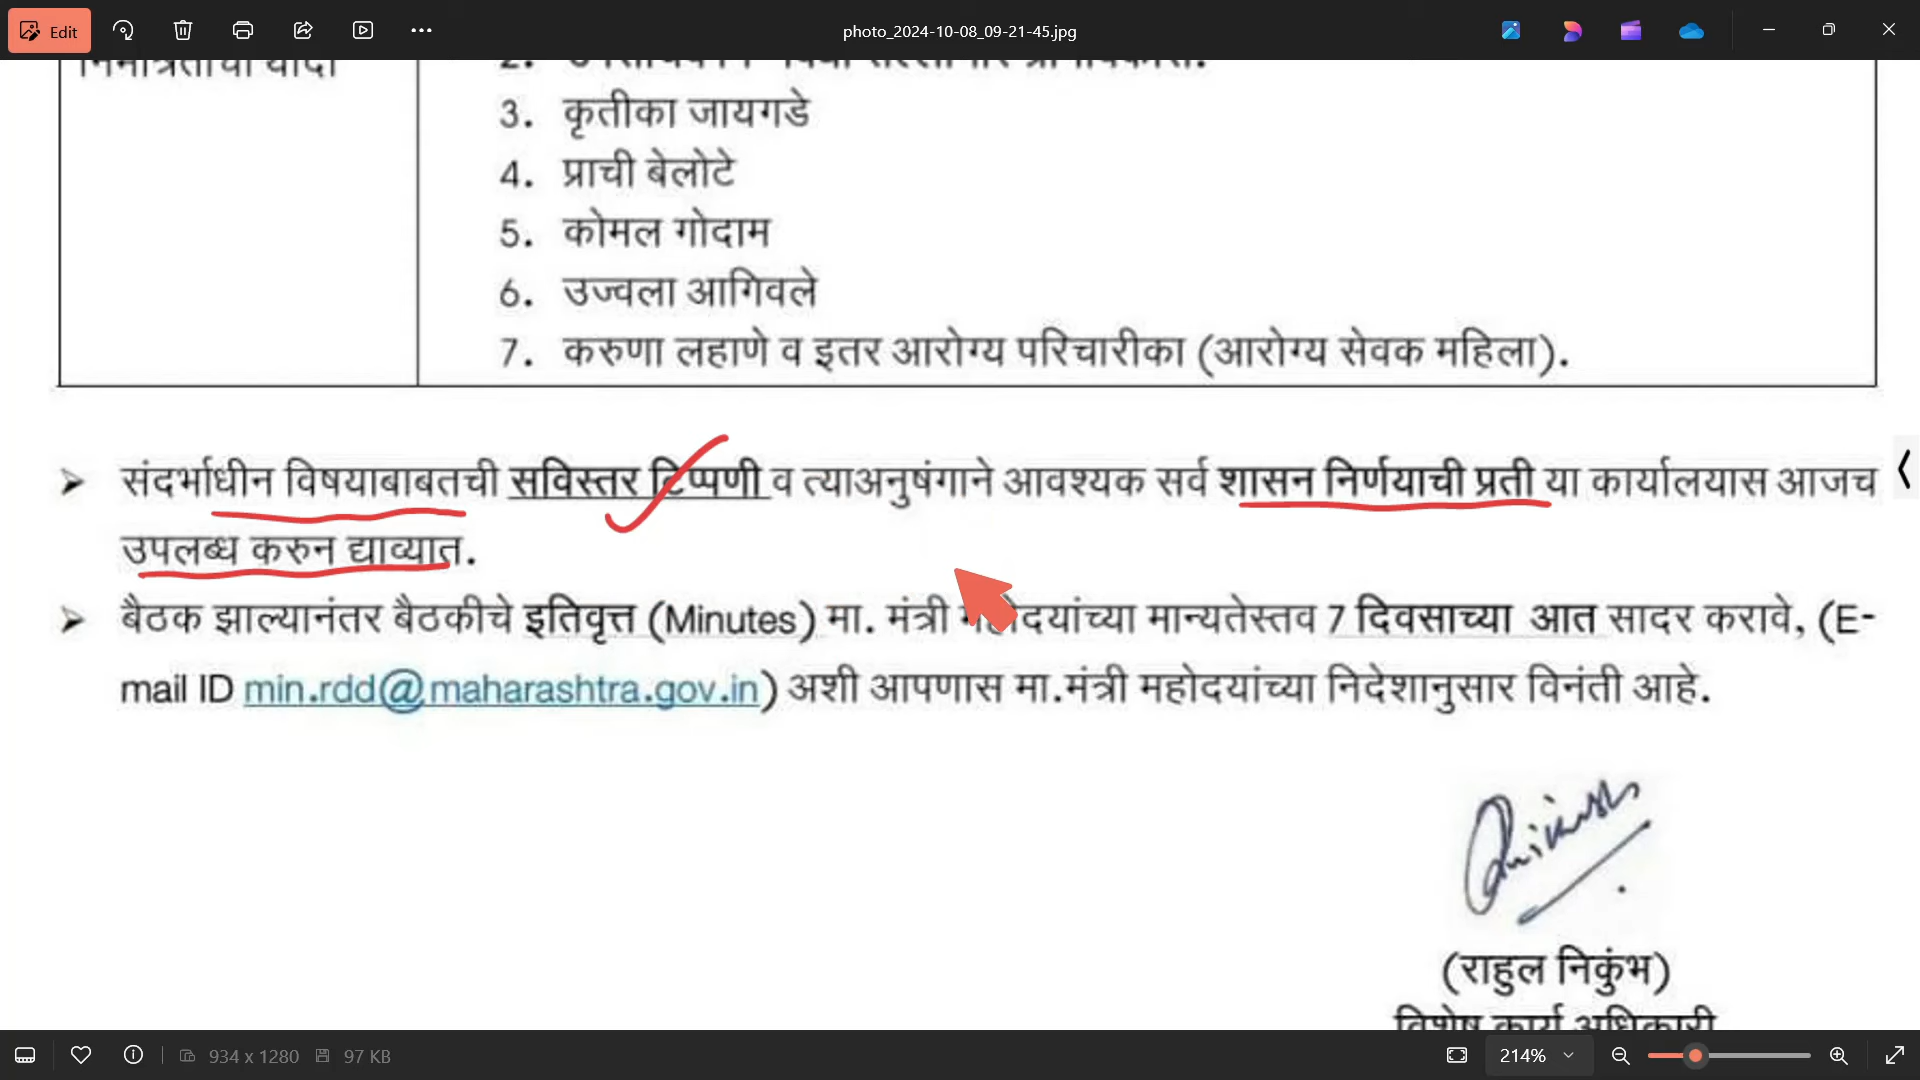 Edit
photo_2024-10-08_09-21-45.jpg
3. कृतीका जायगडे
4. प्राची बेलोटे
5. कोमल गोदाम
6. उज्वला आगिवले
7. करुणा लहाणे व इतर आरोग्य परिचारीका (आरोग्य सेवक महिला).
➤ संदर्भाधीन विषयाबाबतची सविस्तर टिप्पणी व त्याअनुषंगाने आवश्यक सर्व शासन निर्णयाची प्रती या कार्यालयास आजच
उपलब्ध करुन द्याव्यात.
➤ बैठक झाल्यानंतर बैठकीचे इतिवृत्त (Minutes) मा. मंत्री महोदयांच्या मान्यतेस्तव 7 दिवसाच्या आत सादर करावे, (E-
mail ID min.rdd@maharashtra.gov.in) अशी आपणास मा.मंत्री महोदयांच्या निदेशानुसार विनंती आहे.
(राहुल निकुंभ)
विशेष कार्य अधिकारी
934 x 1280 97 KB 214%